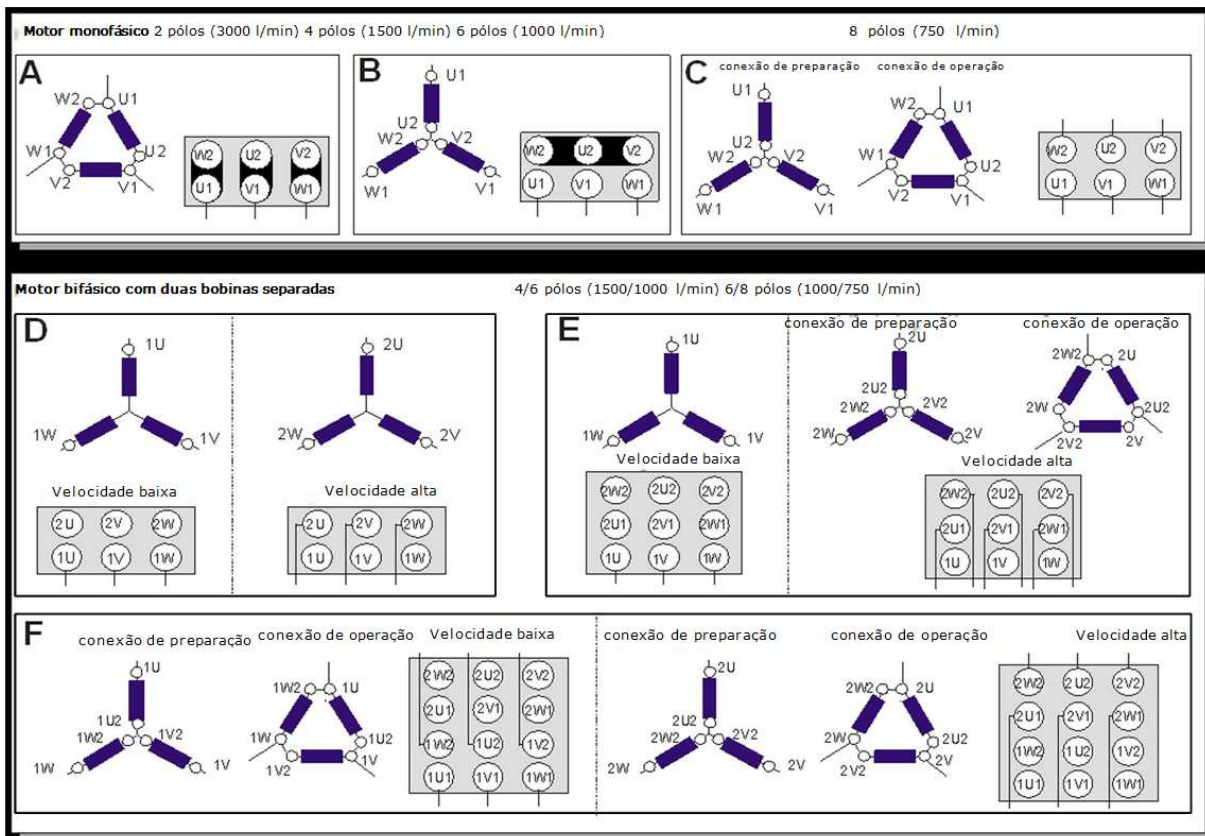 Motor monofásico 2 pólos (3000 l/min) 4 pólos (1500 l/min) 6 pólos (1000 l/min) 8 pólos (750 l/min)
A
W2 U1
W1 U2
V2 V1
W2 U2 V2
U1 V1 W1
B
U1
U2
V2
W1 V1
W2 U2 V2
U1 V1 W1
C
conexão de preparação conexão de operação
U1
U2
W2 V2
W1 V1
W2 U1
W1 U2
V2 V1
W2 U2 V2
U1 V1 W1
Motor bifásico com duas bobinas separadas 4/6 pólos (1500/1000 l/min) 6/8 pólos (1000/750 l/min)
D
1U
1W 1V
Velocidade baixa
2U 2V 2W
1U 1V 1W
2U
2W 2V
Velocidade alta
2U 2V 2W
1U 1V 1W
E
1U
1W 1V
Velocidade baixa
2W2 2U2 2V2
2U1 2V1 2W1
1U 1V 1W
conexão de preparação conexão de operação
2U
2U2
2W2 2V2
2W 2V
2W2 2U
2W 2U2
2V2 2V
Velocidade alta
2W2 2U2 2V2
2U1 2V1 2W1
1U 1V 1W
F
conexão de preparação conexão de operação Velocidade baixa
1U
1U2
1W2 1V2
1W 1V
1W2 1U
1W 1U2
1V2 1V
2W2 2U2 2V2
2U1 2V1 2W1
1W2 1U2 1V2
1U1 1V1 1W1
conexão de preparação conexão de operação Velocidade alta
2U
2U2
2W2 2V2
2W 2V
2W2 2U
2W 2U2
2V2 2V
2W2 2U2 2V2
2U1 2V1 2W1
1W2 1U2 1V2
1U1 1V1 1W1